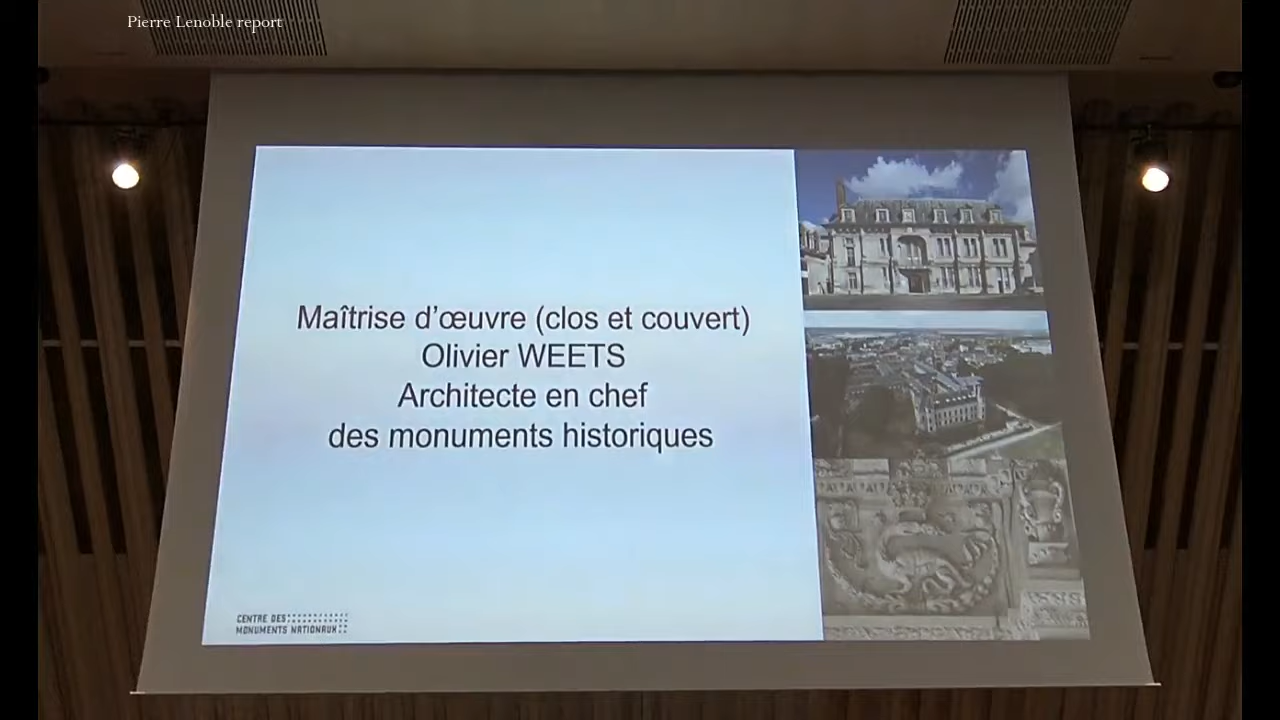 Pierre Lenoble report
Maîtrise d'œuvre (clos et couvert)
Olivier WEETS
Architecte en chef
des monuments historiques
CENTRE DES
MONUMENTS NATIONAUX